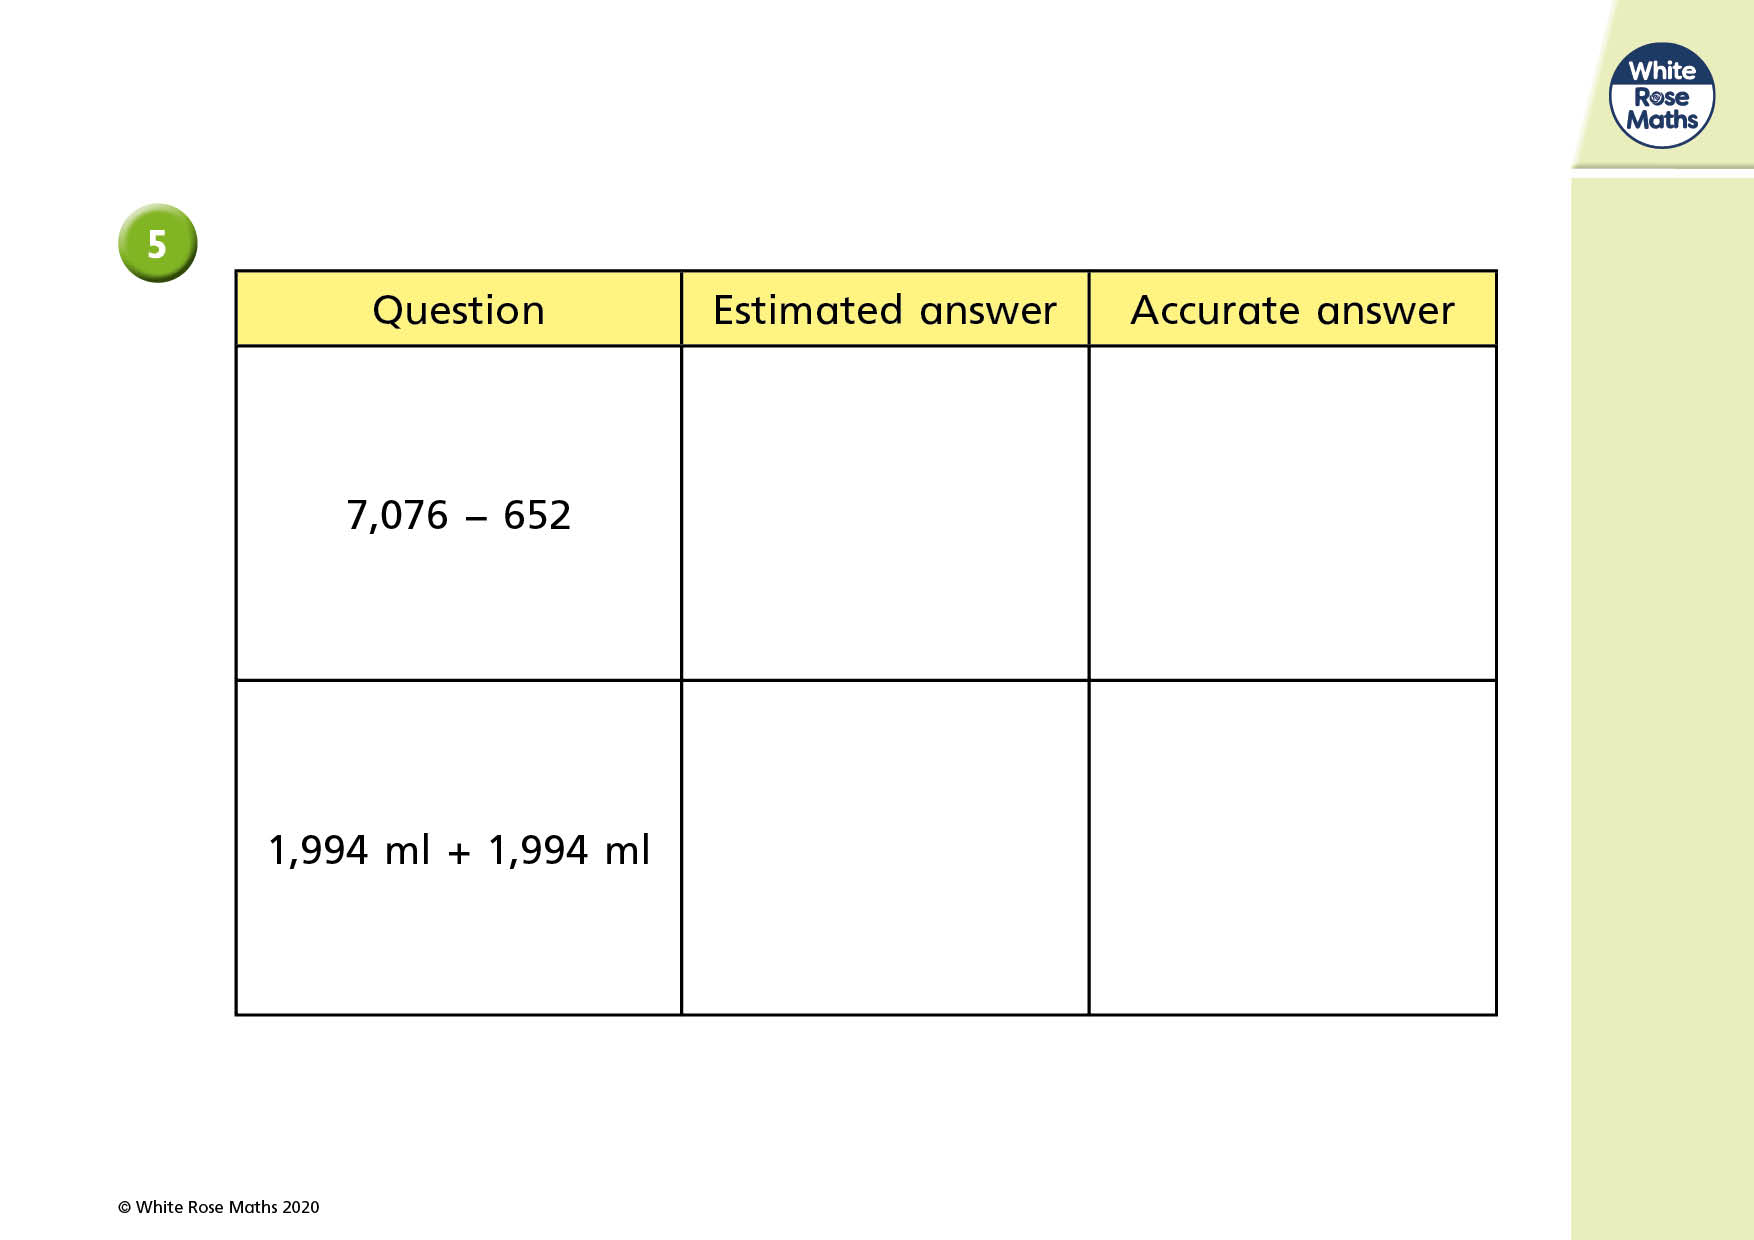 White
Rose
Maths
5
Question Estimated answer Accurate answer
7,076 – 652
1,994 ml + 1,994 ml
© White Rose Maths 2020